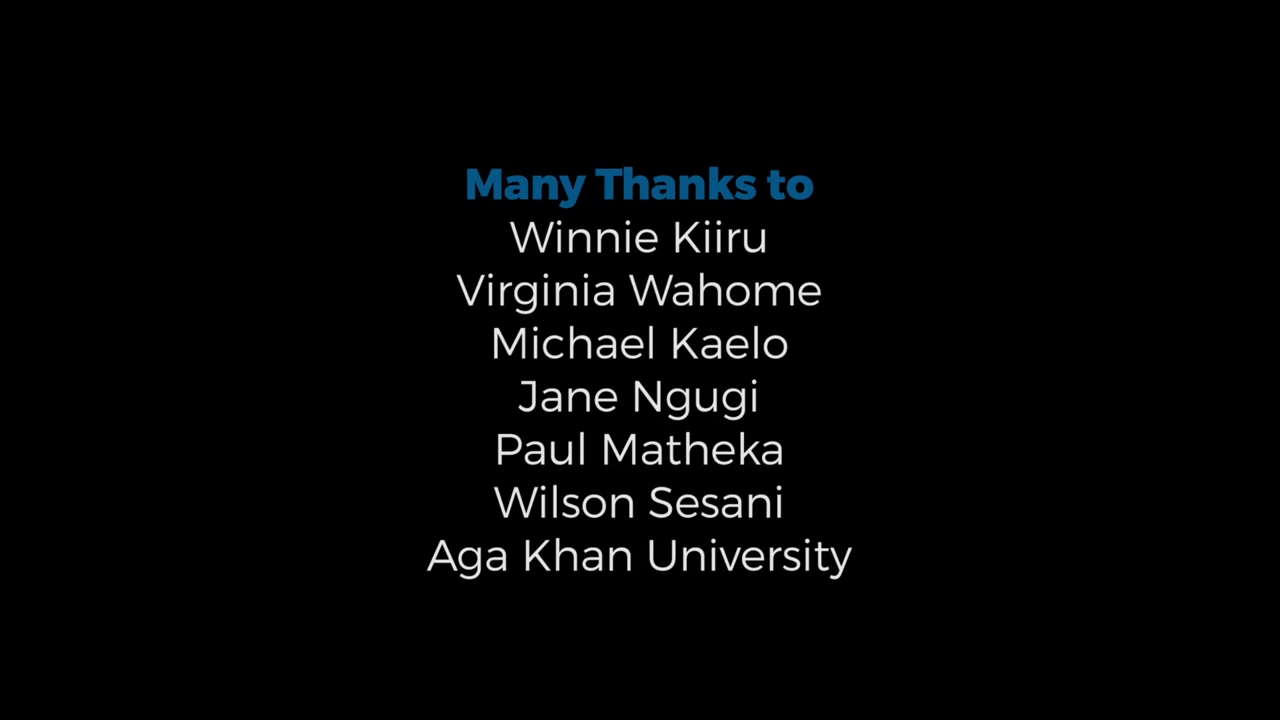 Many Thanks to
Winnie Kiiru
Virginia Wahome
Michael Kaelo
Jane Ngugi
Paul Matheka
Wilson Sesani
Aga Khan University